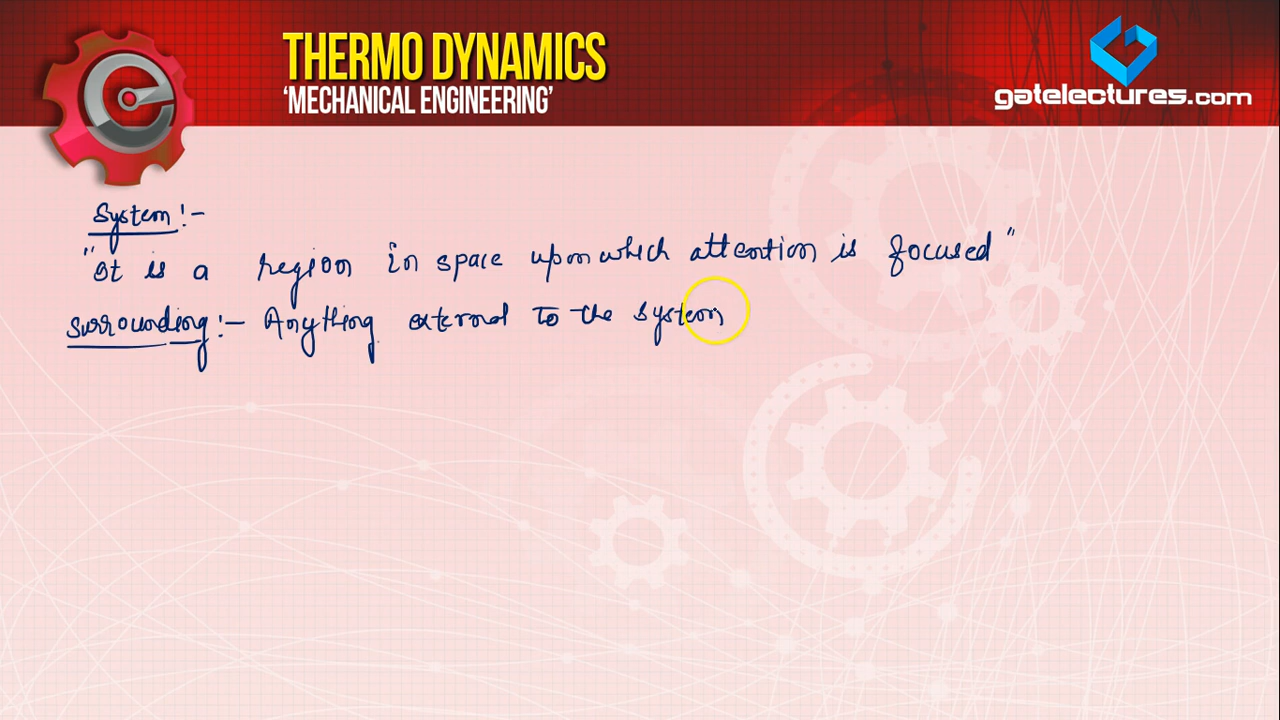 THERMO DYNAMICS
'MECHANICAL ENGINEERING'
gatelectures.com
System:-
"It is a region in space upon which attention is focused"
Surrounding:- Anything external to the system